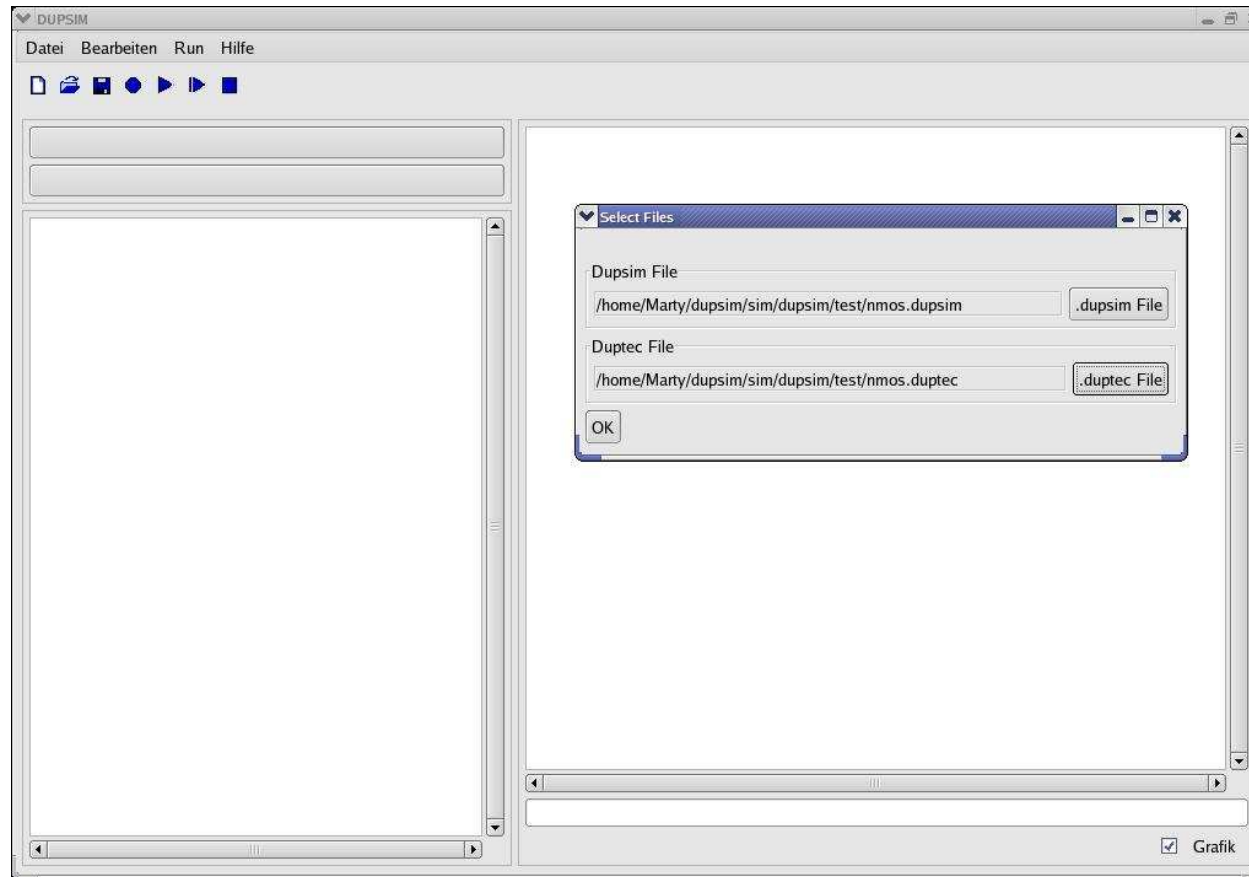 DUPSIM
Datei Bearbeiten Run Hilfe
Select Files
Dupsim File
/home/Marty/dupsim/sim/dupsim/test/nmos.dupsim .dupsim File
Duptec File
/home/Marty/dupsim/sim/dupsim/test/nmos.duptec .duptec File
OK
Grafik